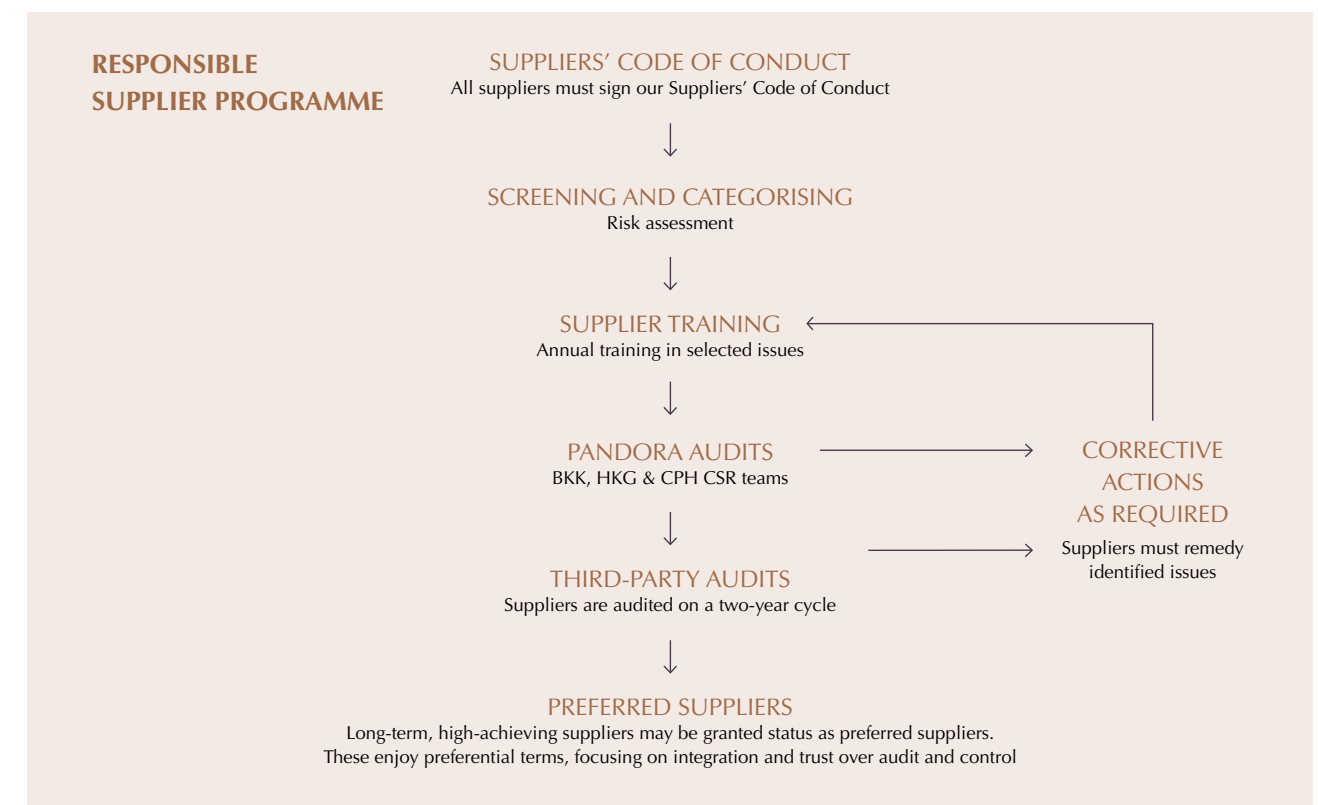 RESPONSIBLE
SUPPLIER PROGRAMME
SUPPLIERS’ CODE OF CONDUCT
All suppliers must sign our Suppliers’ Code of Conduct
SCREENING AND CATEGORISING
Risk assessment
SUPPLIER TRAINING
Annual training in selected issues
PANDORA AUDITS
BKK, HKG & CPH CSR teams
CORRECTIVE
ACTIONS
AS REQUIRED
Suppliers must remedy
identified issues
THIRD-PARTY AUDITS
Suppliers are audited on a two-year cycle
PREFERRED SUPPLIERS
Long-term, high-achieving suppliers may be granted status as preferred suppliers.
These enjoy preferential terms, focusing on integration and trust over audit and control